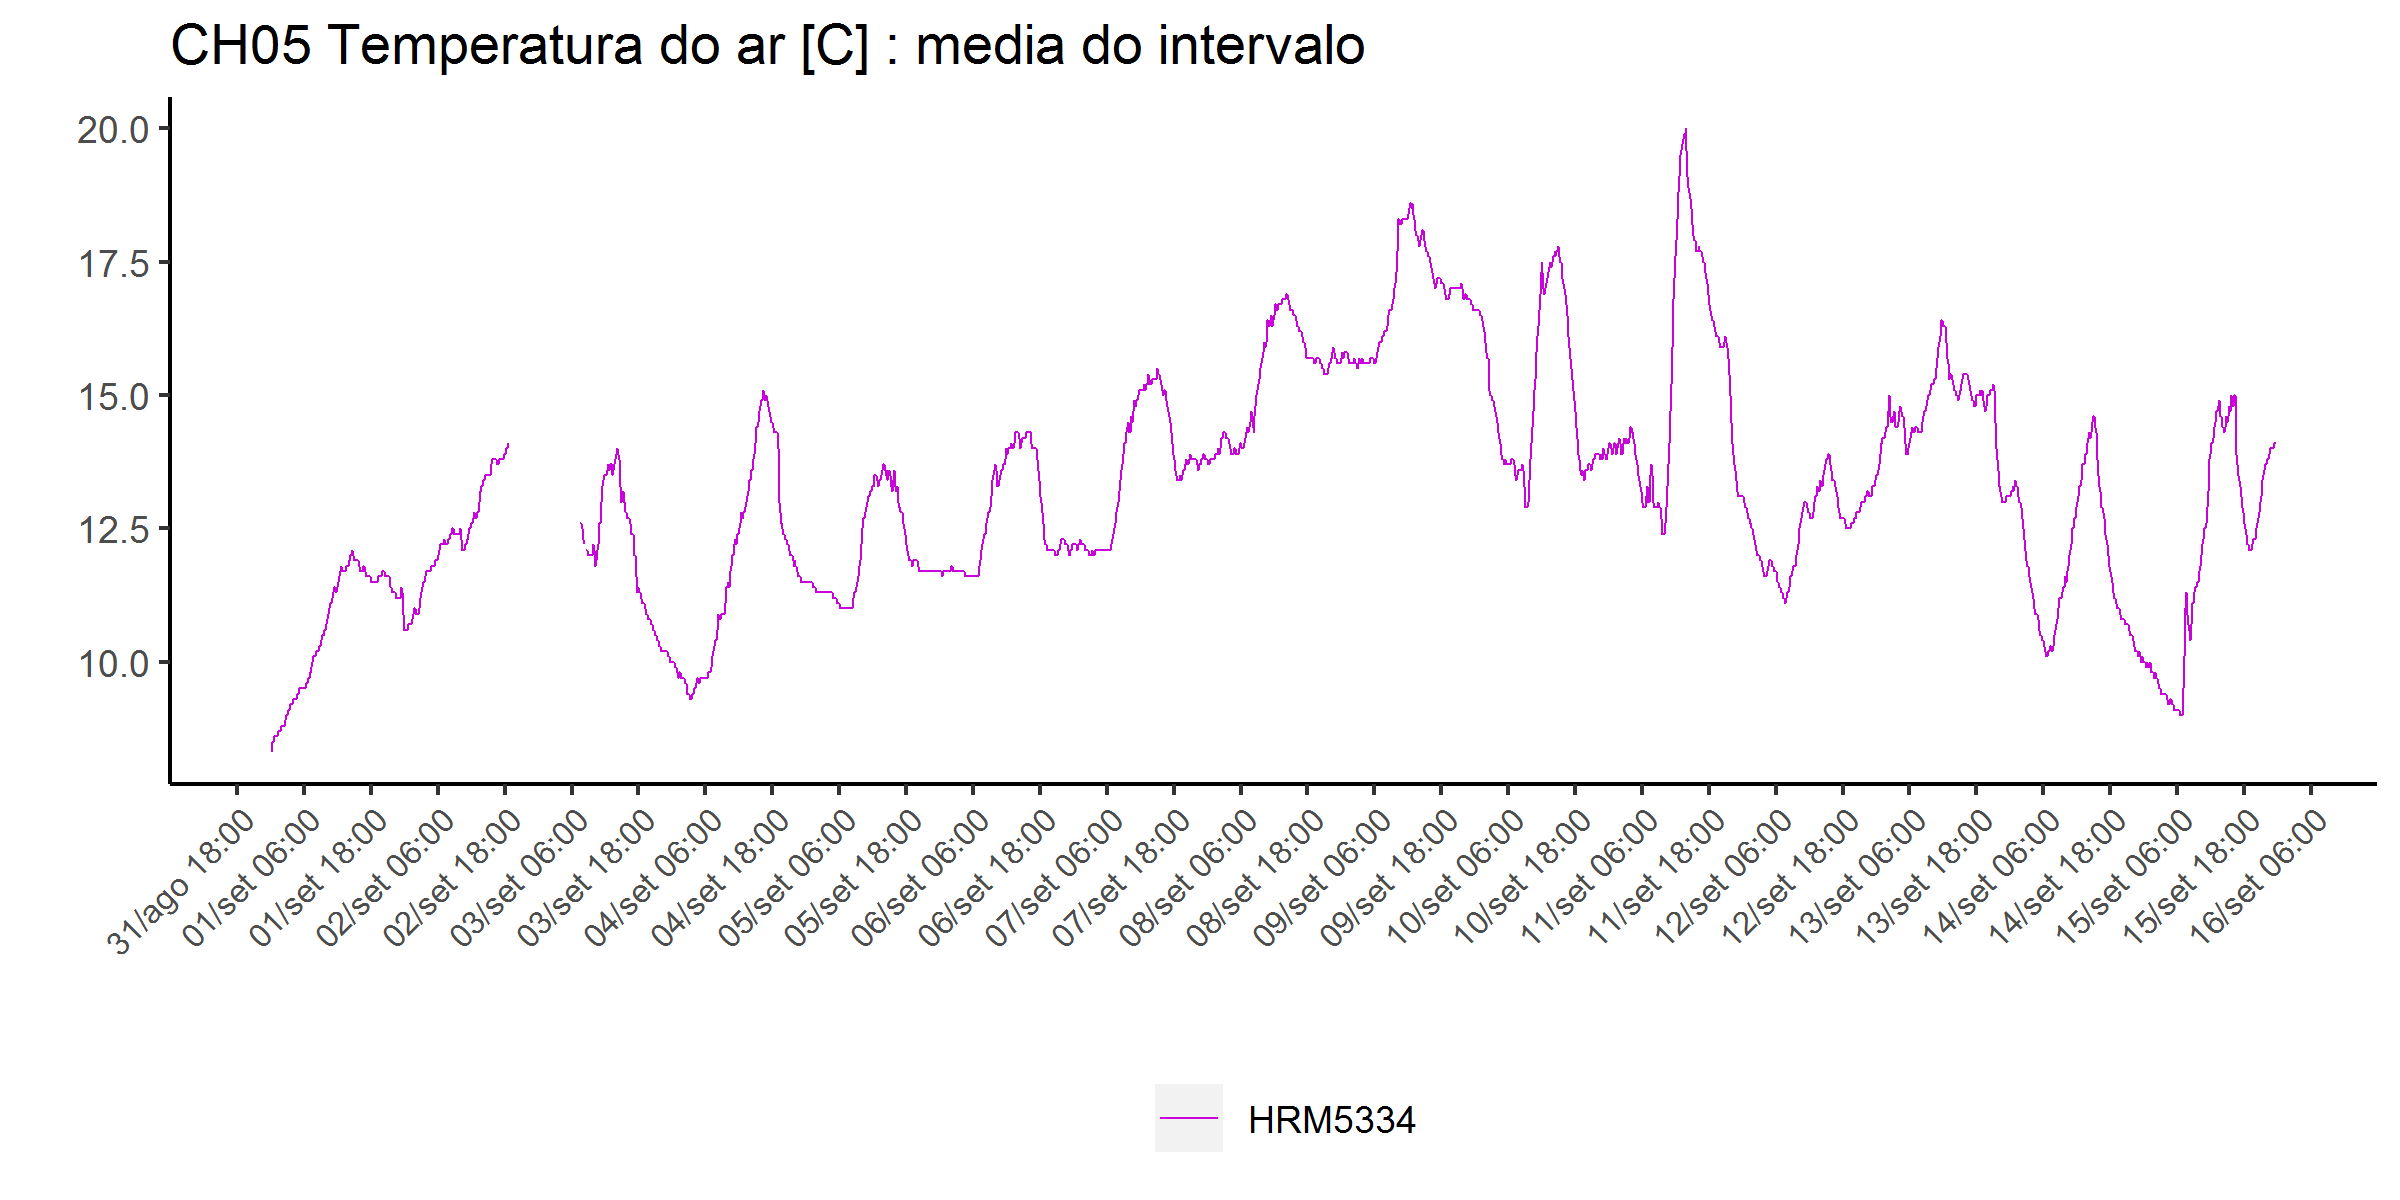 CH05 Temperatura do ar [C] : media do intervalo
20.0
17.5
15.0
12.5
10.0
31/ago 18:00
01/set 06:00
01/set 18:00
02/set 06:00
02/set 18:00
03/set 06:00
03/set 18:00
04/set 06:00
04/set 18:00
05/set 06:00
05/set 18:00
06/set 06:00
06/set 18:00
07/set 06:00
07/set 18:00
08/set 06:00
08/set 18:00
09/set 06:00
09/set 18:00
10/set 06:00
10/set 18:00
11/set 06:00
11/set 18:00
12/set 06:00
12/set 18:00
13/set 06:00
13/set 18:00
14/set 06:00
14/set 18:00
15/set 06:00
15/set 18:00
16/set 06:00
HRM5334